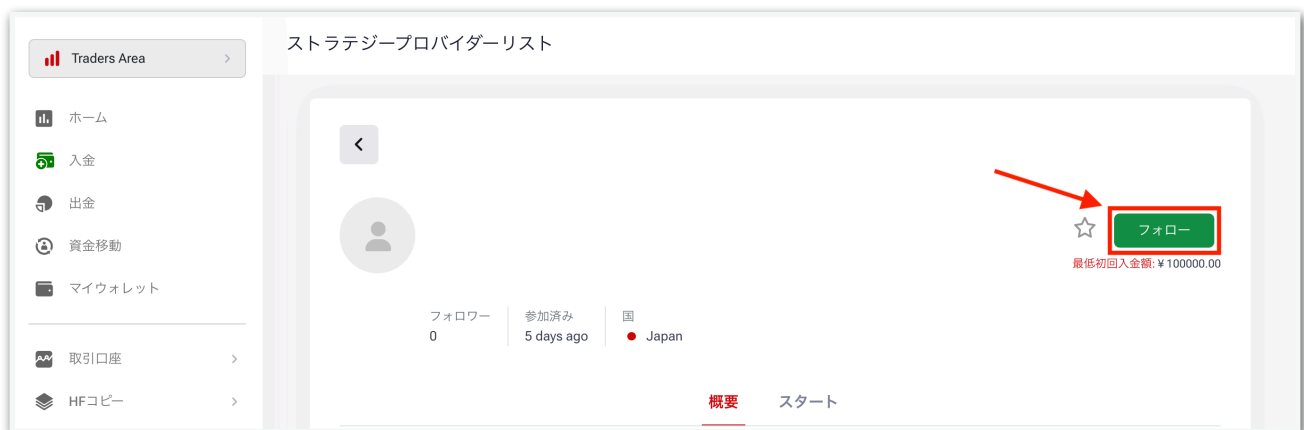 Traders Area
ホーム
入金
出金
資金移動
マイウォレット
取引口座
HFコピー
ストラテジープロバイダーリスト
フォロー
最低初回入金額: ¥ 100000.00
フォロワー
0
参加済み
5 days ago
国
Japan
概要
スタート